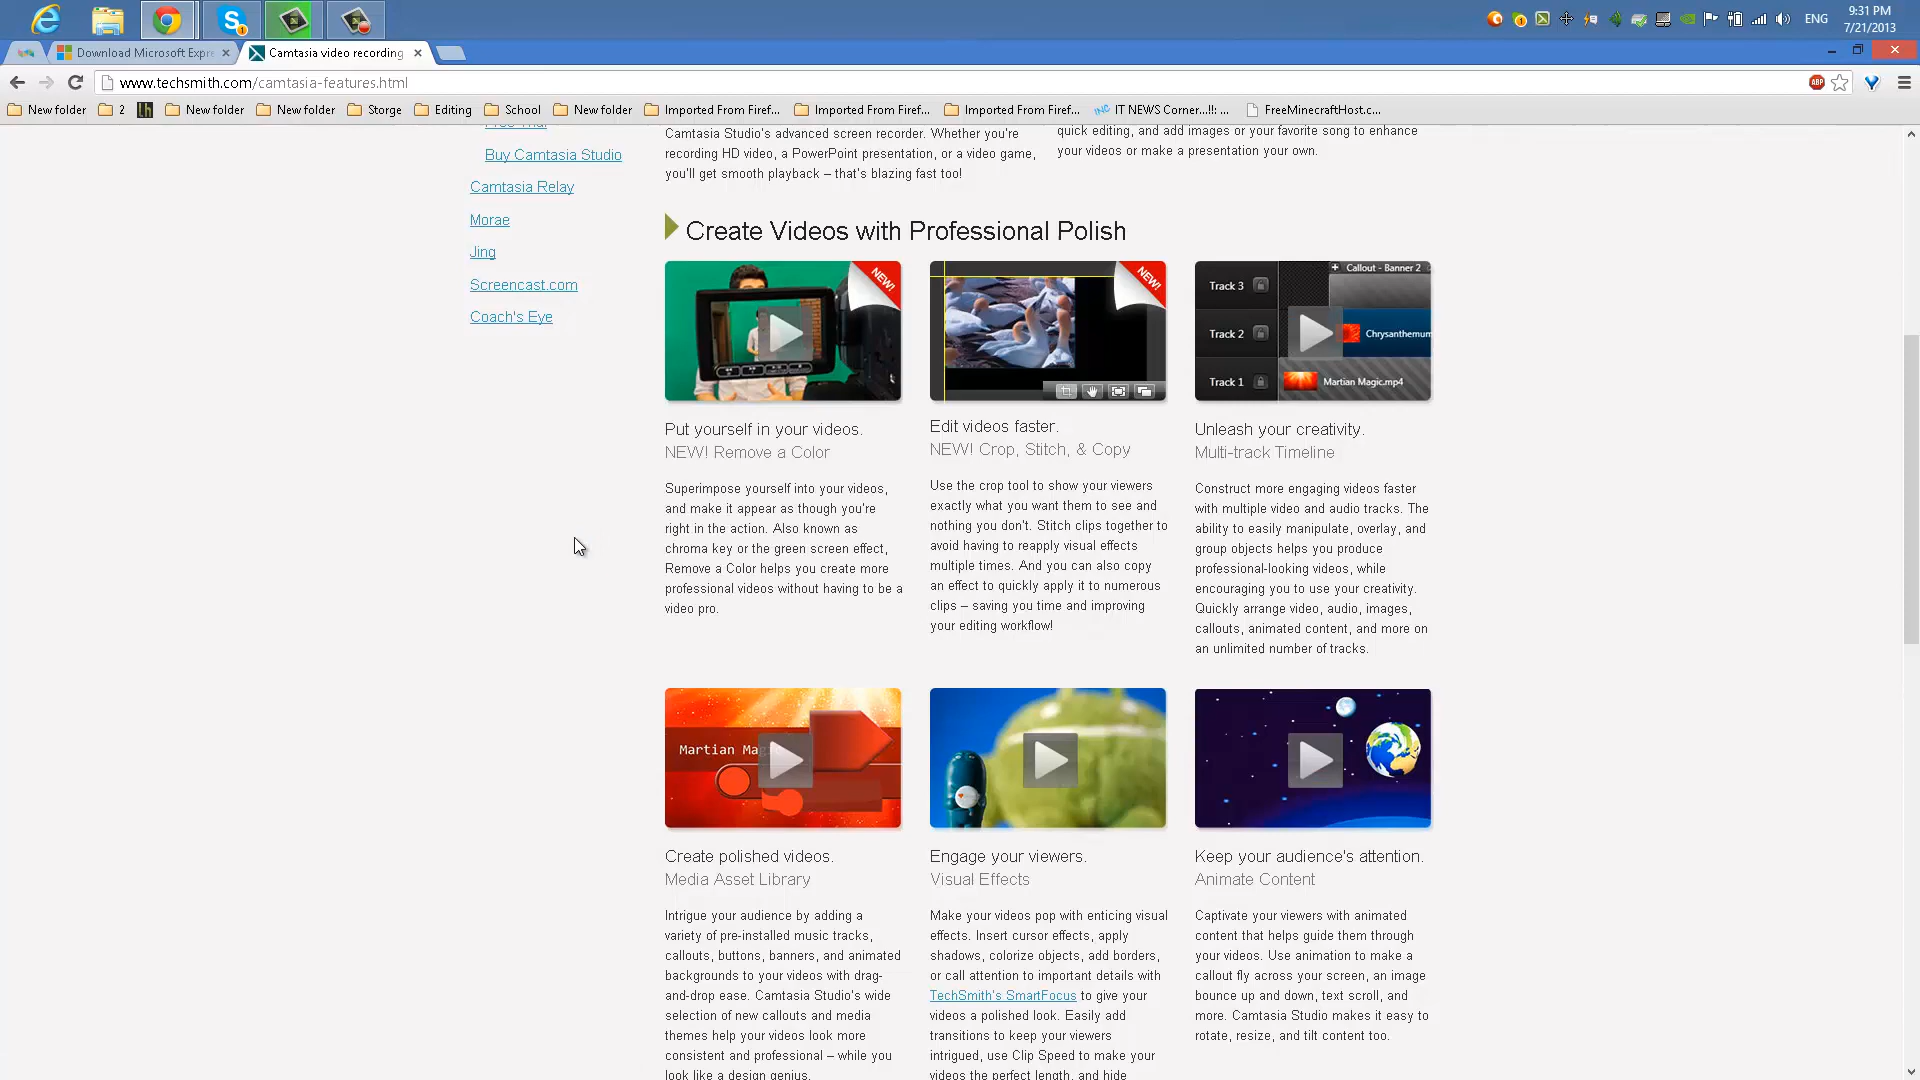 ENG
9:31 PM
7/21/2013
Download Microsoft Expr
Camtasia video recording
www.techsmith.com/camtasia-features.html
ABP
New folder
2
New folder
New folder
Storge
Editing
School
New folder
Imported From Firef...
Imported From Firef...
Imported From Firef...
IT NEWS Corner...!!: ...
FreeMinecraftHost.c...
Free Trial
Buy Camtasia Studio
Camtasia Relay
Morae
Jing
Screencast.com
Coach's Eye
Camtasia Studio's advanced screen recorder. Whether you're
recording HD video, a PowerPoint presentation, or a video game,
you'll get smooth playback – that's blazing fast too!
quick editing, and add images or your favorite song to enhance
your videos or make a presentation your own.
Create Videos with Professional Polish
NEW!
Put yourself in your videos.
NEW! Remove a Color
Superimpose yourself into your videos,
and make it appear as though you're
right in the action. Also known as
chroma key or the green screen effect,
Remove a Color helps you create more
professional videos without having to be a
video pro.
NEW!
Edit videos faster.
NEW! Crop, Stitch, & Copy
Use the crop tool to show your viewers
exactly what you want them to see and
nothing you don't. Stitch clips together to
avoid having to reapply visual effects
multiple times. And you can also copy
an effect to quickly apply it to numerous
clips – saving you time and improving
your editing workflow!
Callout - Banner 2
Track 3
Track 2
Chrysanthemum
Track 1
Martian Magic.mp4
Unleash your creativity.
Multi-track Timeline
Construct more engaging videos faster
with multiple video and audio tracks. The
ability to easily manipulate, overlay, and
group objects helps you produce
professional-looking videos, while
encouraging you to use your creativity.
Quickly arrange video, audio, images,
callouts, animated content, and more on
an unlimited number of tracks.
Martian Magic
Create polished videos.
Media Asset Library
Intrigue your audience by adding a
variety of pre-installed music tracks,
callouts, buttons, banners, and animated
backgrounds to your videos with drag-
and-drop ease. Camtasia Studio's wide
selection of new callouts and media
themes help your videos look more
consistent and professional – while you
look like a design genius.
Engage your viewers.
Visual Effects
Make your videos pop with enticing visual
effects. Insert cursor effects, apply
shadows, colorize objects, add borders,
or call attention to important details with
TechSmith's SmartFocus to give your
videos a polished look. Easily add
transitions to keep your viewers
intrigued, use Clip Speed to make your
videos the perfect length, and hide
Keep your audience's attention.
Animate Content
Captivate your viewers with animated
content that helps guide them through
your videos. Use animation to make a
callout fly across your screen, an image
bounce up and down, text scroll, and
more. Camtasia Studio makes it easy to
rotate, resize, and tilt content too.